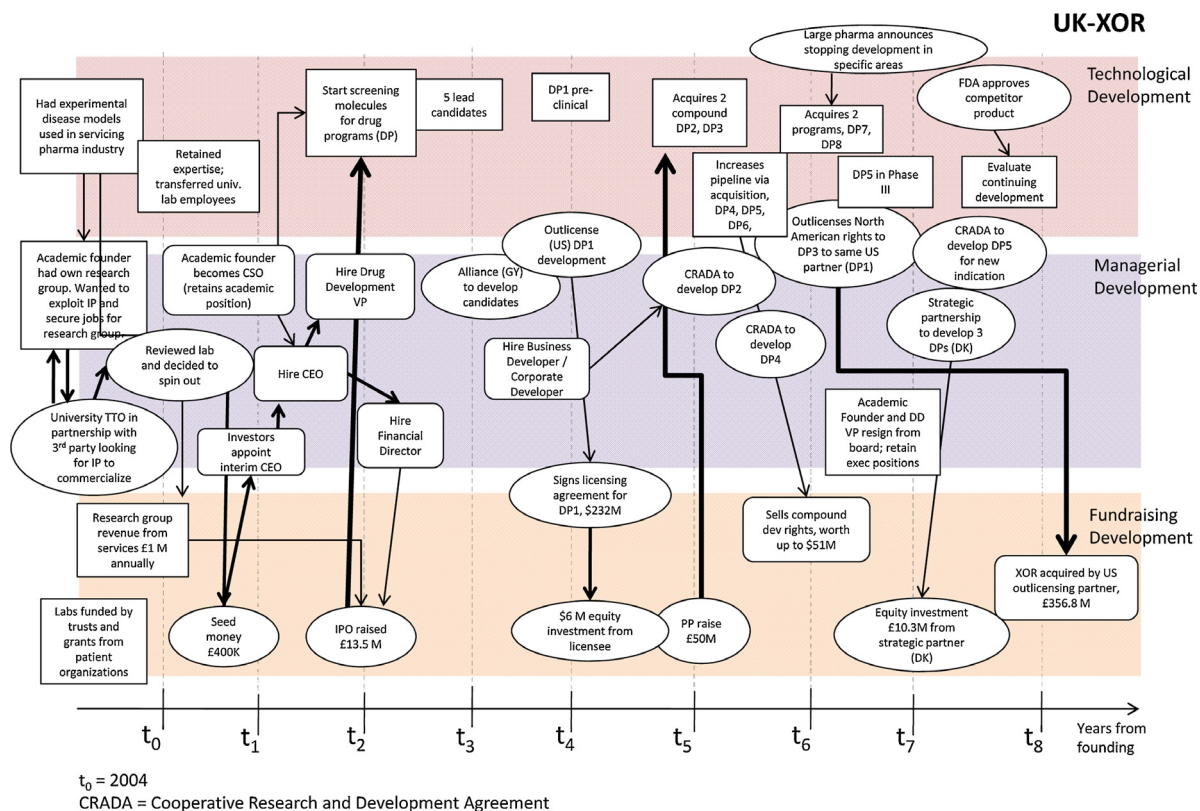 UK-XOR
Large pharma announces
stopping development in
specific areas
Technological
Development
Had experimental
disease models
used in servicing
pharma industry
Retained
expertise;
transferred univ.
lab employees
Start screening
molecules
for drug
programs (DP)
5 lead
candidates
DP1 pre-
clinical
Acquires 2
compound
DP2, DP3
Acquires 2
programs, DP7,
DP8
FDA approves
competitor
product
Increases
pipeline via
acquisition,
DP4, DP5,
DP6,
DP5 in Phase
III
Evaluate
continuing
development
Academic founder
had own research
group. Wanted to
exploit IP and
secure jobs for
research group.
Academic founder
becomes CSO
(retains academic
position)
Hire Drug
Development
VP
Alliance (GY)
to develop
candidates
Outlicense
(US) DP1
development
CRADA to
develop DP2
Outlicenses North
American rights to
DP3 to same US
partner (DP1)
CRADA to
develop DP5
for new
indication
Managerial
Development
Reviewed lab
and decided to
spin out
Hire CEO
Hire Business
Developer /
Corporate
Developer
CRADA to
develop
DP4
Strategic
partnership
to develop 3
DPs (DK)
University TTO in
partnership with
3rd party looking
for IP to
commercialize
Investors
appoint
interim CEO
Hire
Financial
Director
Academic
Founder and DD
VP resign from
board; retain
exec positions
Signs licensing
agreement for
DP1, $232M
Sells compound
dev rights, worth
up to $51M
Fundraising
Development
Research group
revenue from
services £1 M
annually
XOR acquired by US
outlicensing partner,
£356.8 M
Labs funded by
trusts and
grants from
patient
organizations
Seed
money
£400K
IPO raised
£13.5 M
$6 M equity
investment from
licensee
PP raise
£50M
Equity investment
£10.3M from
strategic partner
(DK)
t0 t1 t2 t3 t4 t5 t6 t7 t8
Years from
founding
t0 = 2004
CRADA = Cooperative Research and Development Agreement